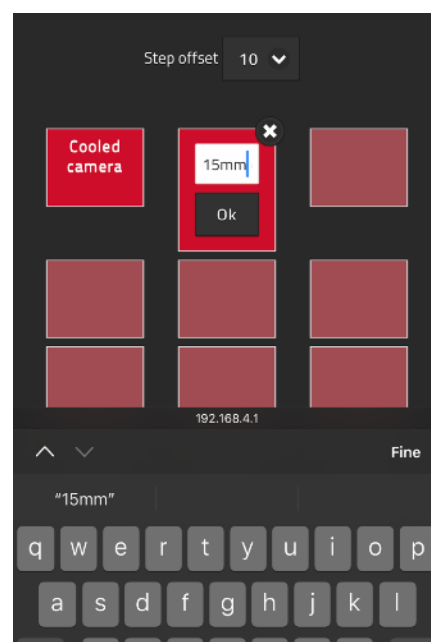 Step offset 10
Cooled
camera
15mm
Ok
192.168.4.1
Fine
"15mm"
q w e r t y u i o p
a s d f g h j k l